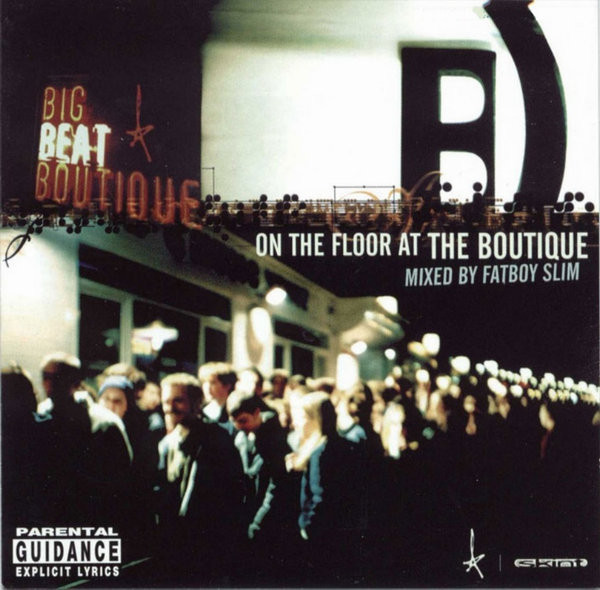 BIG
BEAT
BOUTIQUE
B)
ON THE FLOOR AT THE BOUTIQUE
MIXED BY FATBOY SLIM
PARENTAL
GUIDANCE
EXPLICIT LYRICS